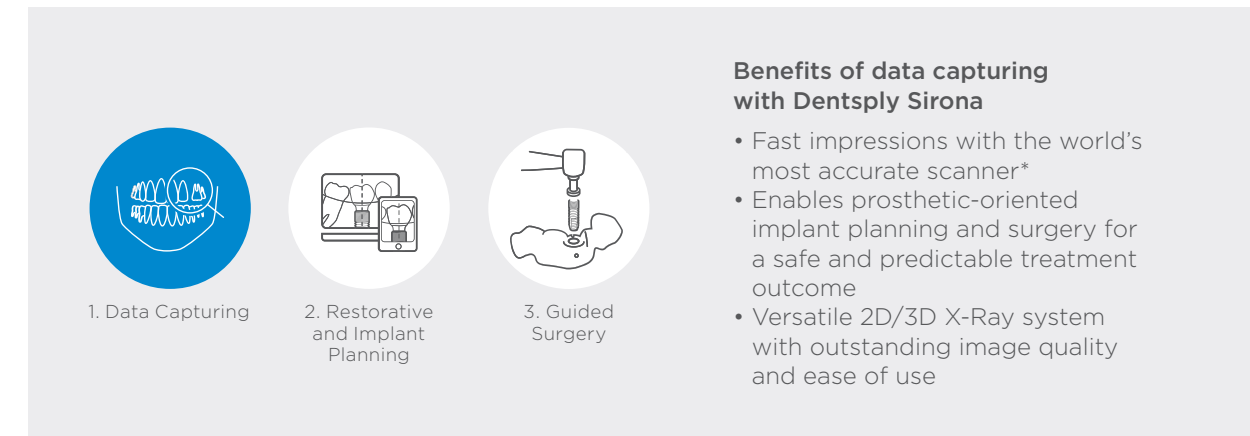 Benefits of data capturing
with Dentsply Sirona
• Fast impressions with the world's
most accurate scanner*
• Enables prosthetic-oriented
implant planning and surgery for
a safe and predictable treatment
outcome
• Versatile 2D/3D X-Ray system
with outstanding image quality
and ease of use
1. Data Capturing
2. Restorative
and Implant
Planning
3. Guided
Surgery